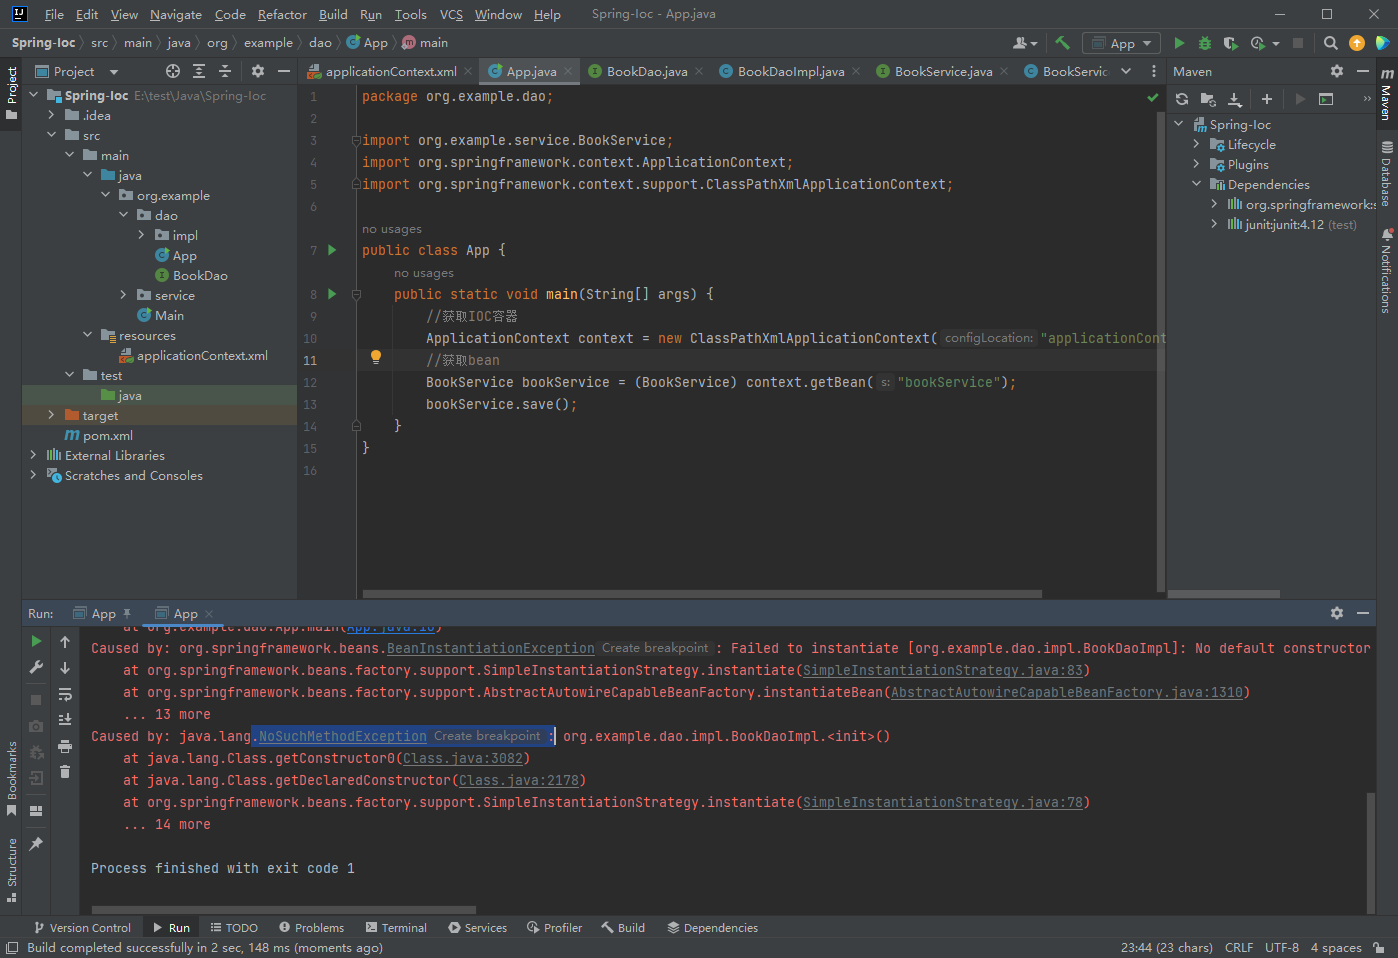 File Edit View Navigate Code Refactor Build Run Tools VCS Window Help Spring-Ioc - App.java
Spring-Ioc src main java org example dao App main
App
Project
applicationContext.xml App.java BookDao.java BookDaoImpl.java BookService.java BookServic
Maven
Project
Spring-Ioc E:\test\Java\Spring-Ioc
.idea
src
main
java
org.example
dao
impl
App
BookDao
service
Main
resources
applicationContext.xml
test
java
target
pom.xml
External Libraries
Scratches and Consoles
1 package org.example.dao;
2
3 import org.example.service.BookService;
4 import org.springframework.context.ApplicationContext;
5 import org.springframework.context.support.ClassPathXmlApplicationContext;
6
no usages
7 public class App {
no usages
8 public static void main(String[] args) {
9 //获取IOC容器
10 ApplicationContext context = new ClassPathXmlApplicationContext( configLocation: "applicationCont
11 //获取bean
12 BookService bookService = (BookService) context.getBean( s: "bookService");
13 bookService.save();
14 }
15 }
16
Spring-Ioc
Lifecycle
Plugins
Dependencies
org.springframework:s
junit:junit:4.12 (test)
Maven
Database
Notifications
Run: App App
at org.example.dao.App.main(App.java:10)
Caused by: org.springframework.beans.BeanInstantiationException Create breakpoint : Failed to instantiate [org.example.dao.impl.BookDaoImpl]: No default constructor
at org.springframework.beans.factory.support.SimpleInstantiationStrategy.instantiate(SimpleInstantiationStrategy.java:83)
at org.springframework.beans.factory.support.AbstractAutowireCapableBeanFactory.instantiateBean(AbstractAutowireCapableBeanFactory.java:1310)
... 13 more
Caused by: java.lang.NoSuchMethodException Create breakpoint : org.example.dao.impl.BookDaoImpl.<init>()
at java.lang.Class.getConstructor0(Class.java:3082)
at java.lang.Class.getDeclaredConstructor(Class.java:2178)
at org.springframework.beans.factory.support.SimpleInstantiationStrategy.instantiate(SimpleInstantiationStrategy.java:78)
... 14 more
Process finished with exit code 1
Bookmarks
Structure
Version Control Run TODO Problems Terminal Services Profiler Build Dependencies
Build completed successfully in 2 sec, 148 ms (moments ago) 23:44 (23 chars) CRLF UTF-8 4 spaces